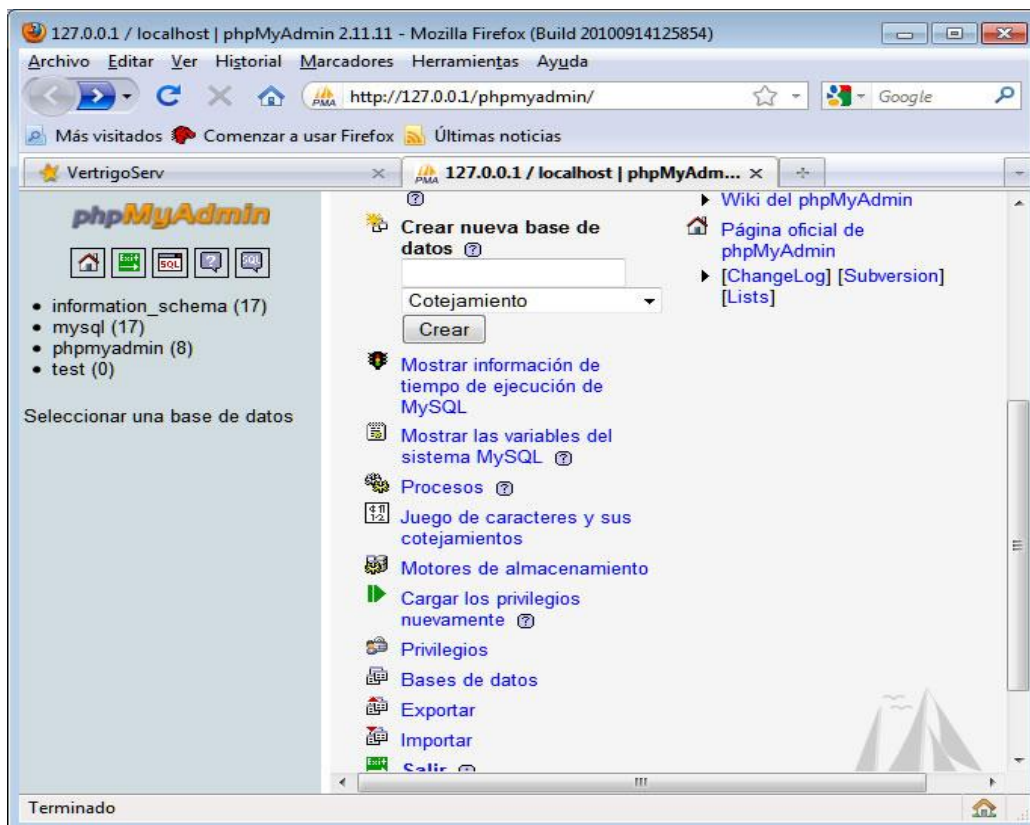 127.0.0.1 / localhost | phpMyAdmin 2.11.11 - Mozilla Firefox (Build 20100914125854)
Archivo Editar Ver Historial Marcadores Herramientas Ayuda
http://127.0.0.1/phpmyadmin/
Google
Más visitados Comenzar a usar Firefox Últimas noticias
VertrigoServ
127.0.0.1 / localhost | phpMyAdm...
phpMyAdmin
Exit
SQL
SQL
information_schema (17)
mysql (17)
phpmyadmin (8)
test (0)
Seleccionar una base de datos
Crear nueva base de
datos
Cotejamiento
Crear
Mostrar información de
tiempo de ejecución de
MySQL
Mostrar las variables del
sistema MySQL
Procesos
Juego de caracteres y sus
cotejamientos
Motores de almacenamiento
Cargar los privilegios
nuevamente
Privilegios
Bases de datos
Exportar
Importar
Salir
Wiki del phpMyAdmin
Página oficial de
phpMyAdmin
[ChangeLog] [Subversion]
[Lists]
Terminado